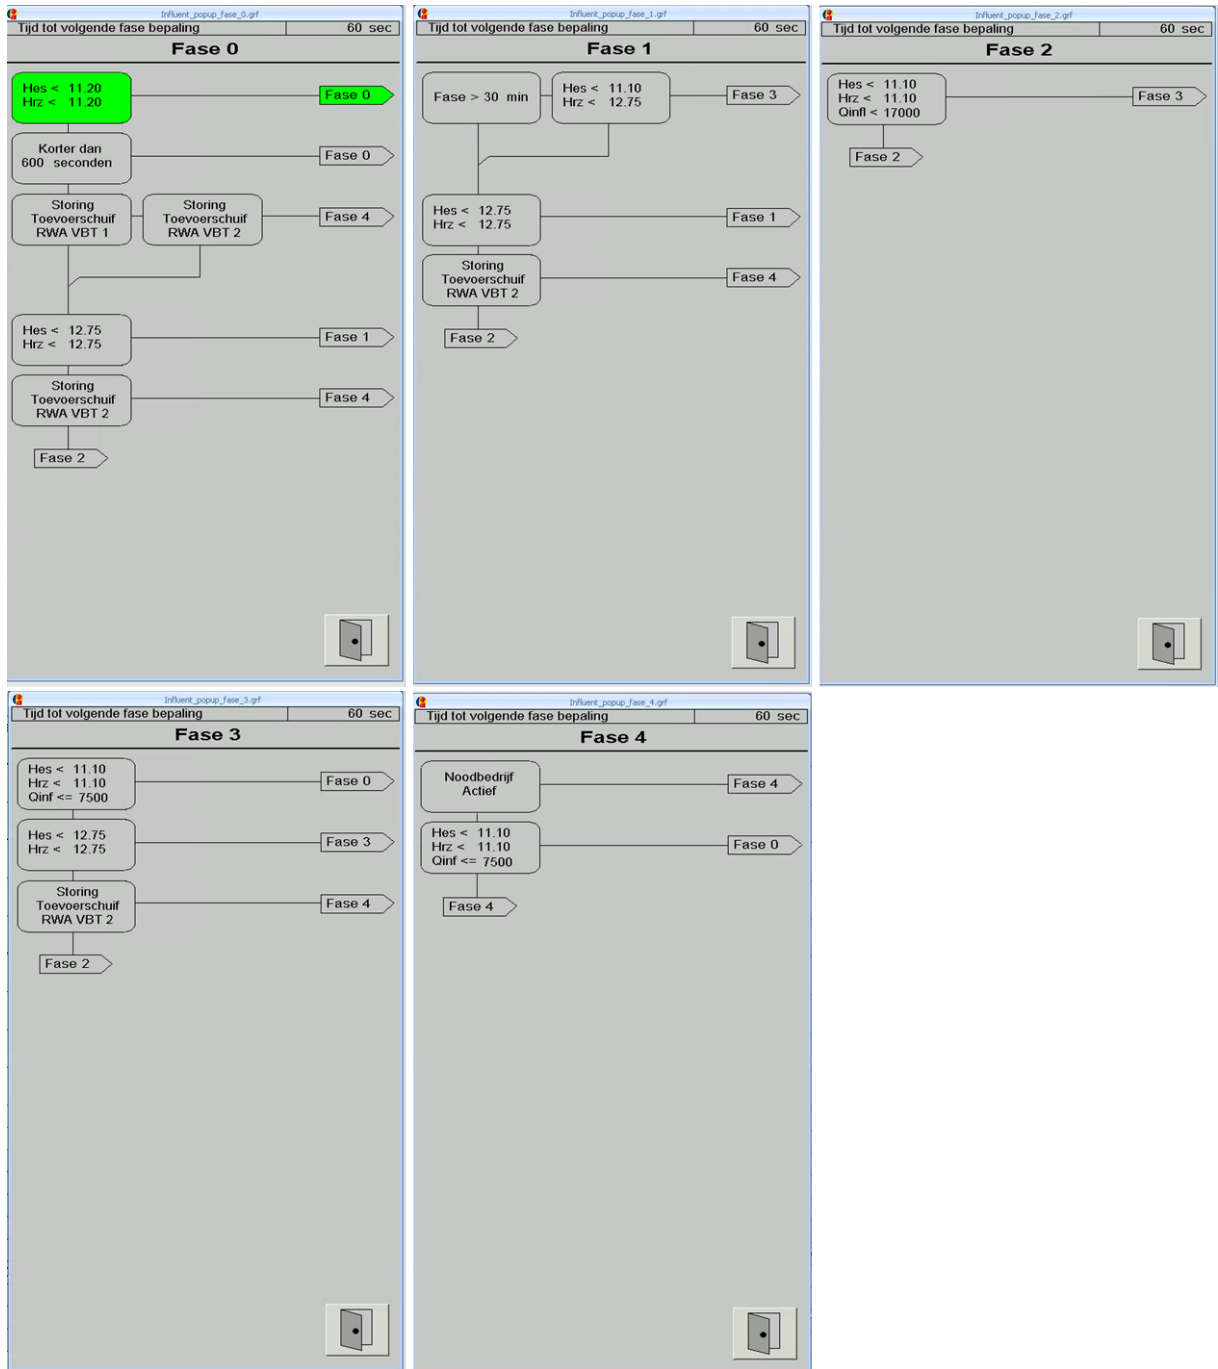 Influent_popup_fase_0.grf
Tijd tot volgende fase bepaling 60 sec
Fase 0
Hes < 11.20
Hrz < 11.20
Fase 0
Korter dan
600 seconden
Fase 0
Storing
Toevoerschuif
RWA VBT 1
Storing
Toevoerschuif
RWA VBT 2
Fase 4
Hes < 12.75
Hrz < 12.75
Fase 1
Storing
Toevoerschuif
RWA VBT 2
Fase 4
Fase 2
Influent_popup_fase_1.grf
Tijd tot volgende fase bepaling 60 sec
Fase 1
Fase > 30 min
Hes < 11.10
Hrz < 12.75
Fase 3
Hes < 12.75
Hrz < 12.75
Fase 1
Storing
Toevoerschuif
RWA VBT 2
Fase 4
Fase 2
Influent_popup_fase_2.grf
Tijd tot volgende fase bepaling 60 sec
Fase 2
Hes < 11.10
Hrz < 11.10
Qinfl < 17000
Fase 3
Fase 2
Influent_popup_fase_3.grf
Tijd tot volgende fase bepaling 60 sec
Fase 3
Hes < 11.10
Hrz < 11.10
Qinf <= 7500
Fase 0
Hes < 12.75
Hrz < 12.75
Fase 3
Storing
Toevoerschuif
RWA VBT 2
Fase 4
Fase 2
Influent_popup_fase_4.grf
Tijd tot volgende fase bepaling 60 sec
Fase 4
Noodbedrijf
Actief
Fase 4
Hes < 11.10
Hrz < 11.10
Qinf <= 7500
Fase 0
Fase 4